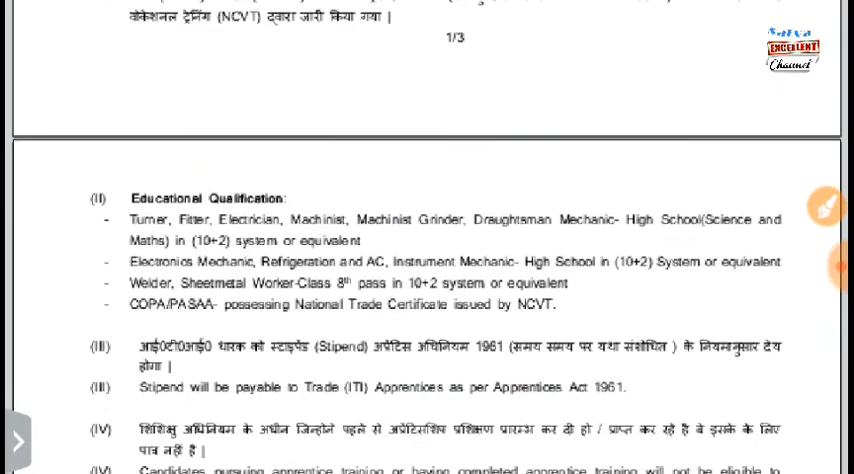 वोकेशनल ट्रेनिंग (NCVT) द्वारा जारी किया गया |
1/3
EXCELLENT
Channel
(II) Educational Qualification:
- Turner, Fitter, Electrician, Machinist, Machinist Grinder, Draughtsman Mechanic- High School(Science and
Maths) in (10+2) system or equivalent
- Electronics Mechanic, Refrigeration and AC, Instrument Mechanic- High School in (10+2) System or equivalent
- Welder, Sheetmetal Worker-Class 8th pass in 10+2 system or equivalent
- COPA/PASAA- possessing National Trade Certificate issued by NCVT.
(III) आई0टी0आई0 धारक को स्टाइपेंड (Stipend) अप्रेंटिस अधिनियम 1961 (समय समय पर यथा संशोधित ) के नियमानुसार देय
होगा |
(III) Stipend will be payable to Trade (ITI) Apprentices as per Apprentices Act 1961.
(IV) शिशिक्षु अधिनियम के अधीन जिन्होने पहले से अप्रेंटिसशिप प्रशिक्षण प्रारम्भ कर दी हो / प्राप्त कर रहे है वे इसके के लिए
पात्र नहीं है |
(IV) Candidates pursuing apprentice training or having completed apprentice training will not be eligible to